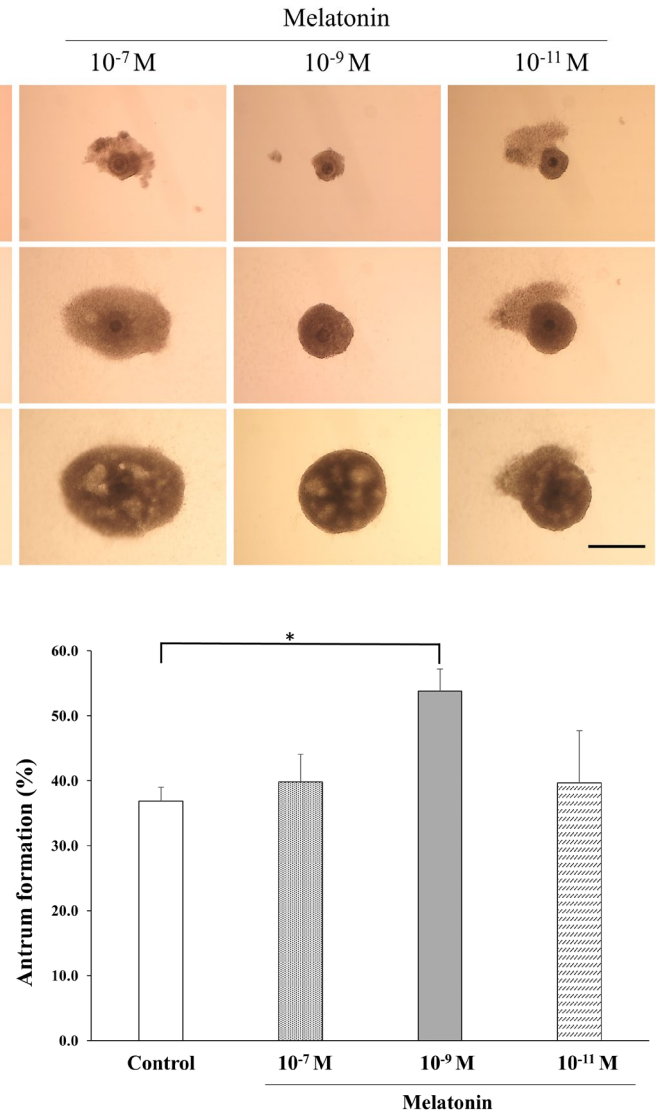 Melatonin
10⁻⁷ M 10⁻⁹ M 10⁻¹¹ M
*
60.0
50.0
40.0
30.0
20.0
10.0
0.0
Antrum formation (%)
Control 10⁻⁷ M 10⁻⁹ M 10⁻¹¹ M
Melatonin